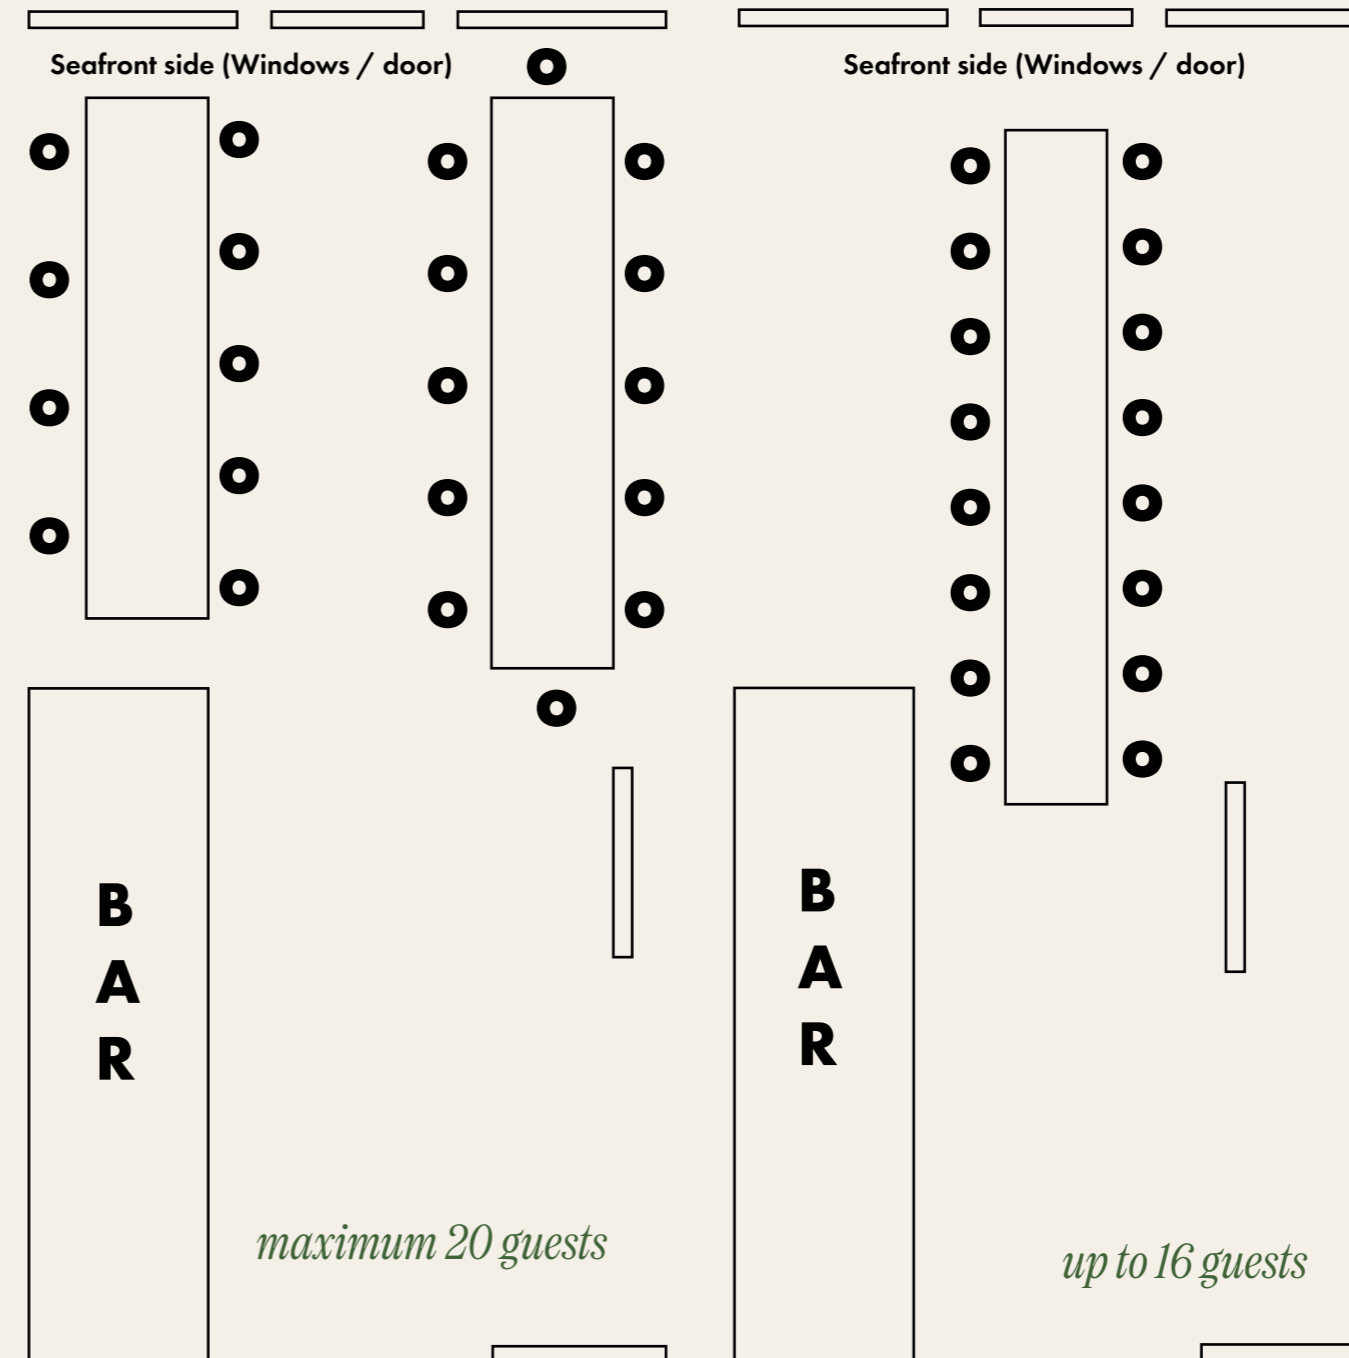 Seafront side (Windows / door)
B
A
R
maximum 20 guests
Seafront side (Windows / door)
B
A
R
up to 16 guests